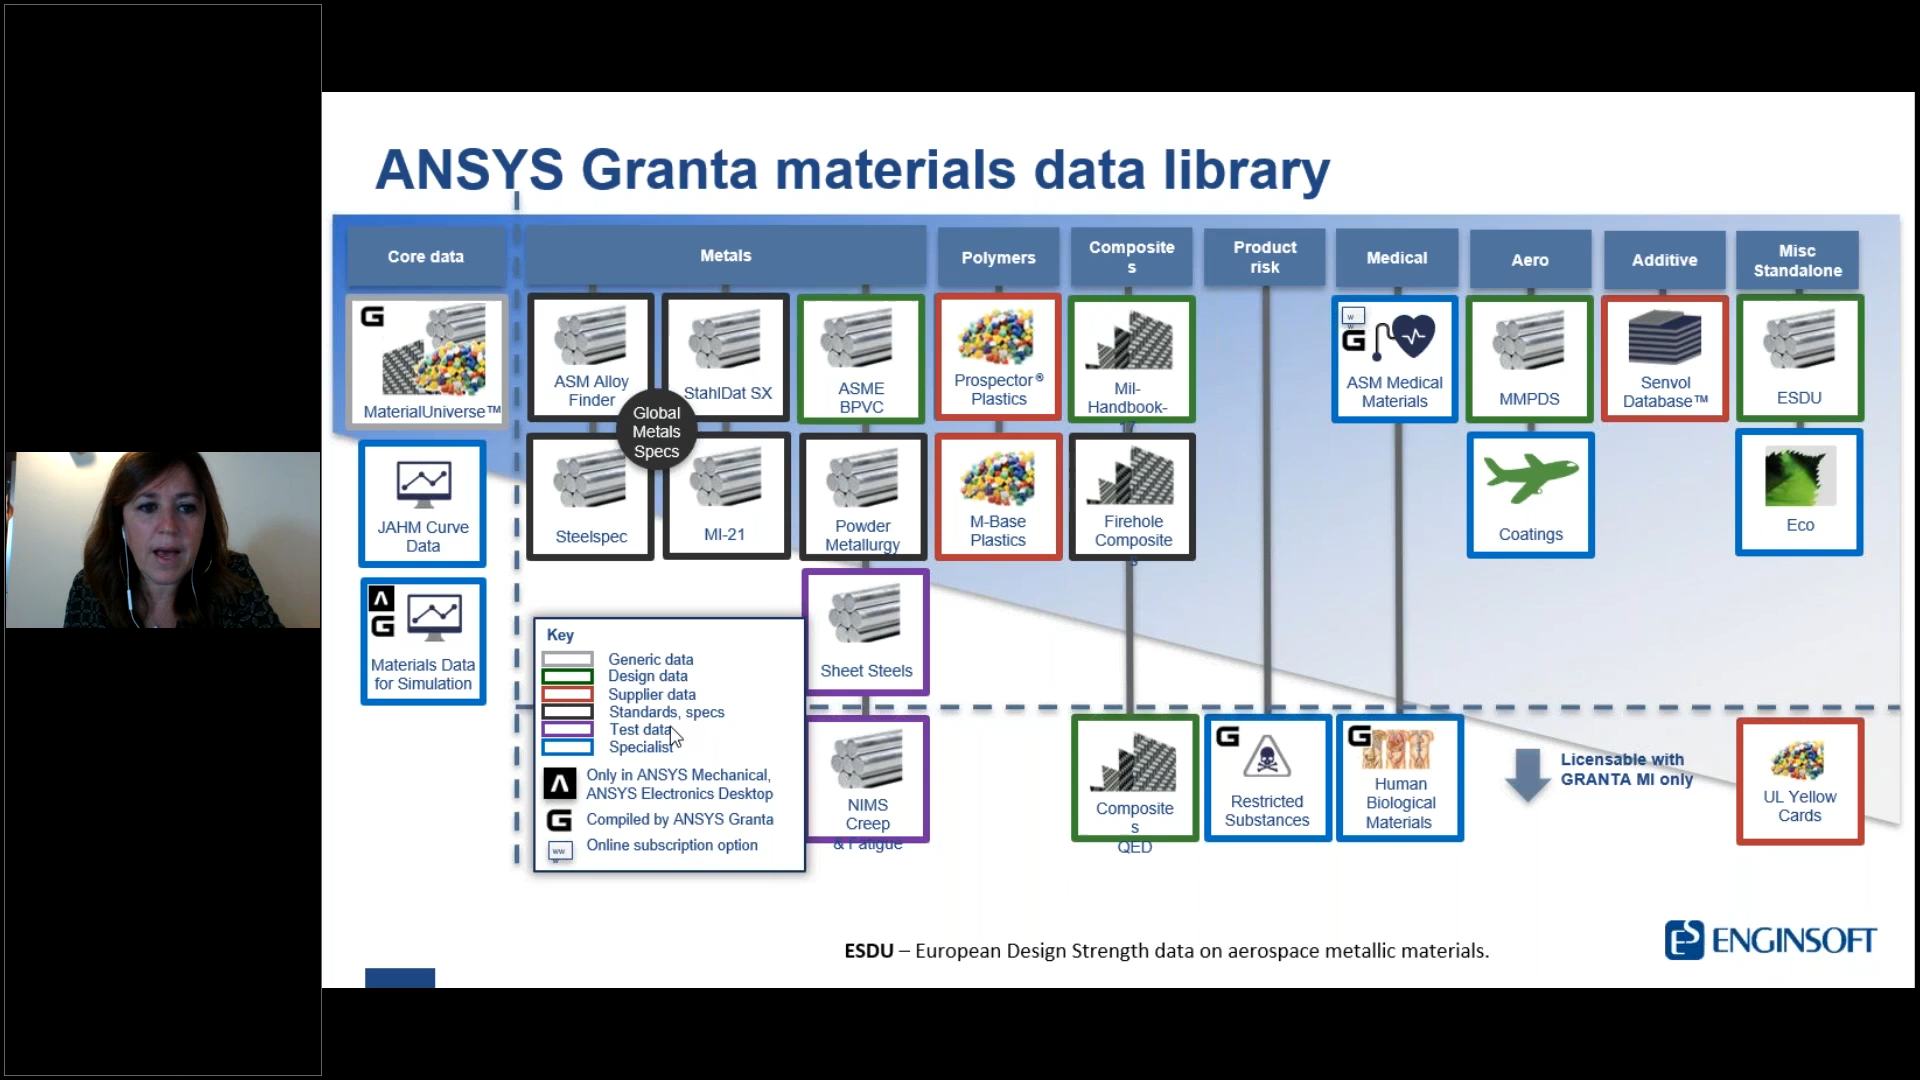 ANSYS Granta materials data library
Core data
Metals
Polymers
Composite
s
Product
risk
Medical
Aero
Additive
Misc
Standalone
G
MaterialUniverse™
ASM Alloy
Finder
StahlDat SX
ASME
BPVC
Prospector®
Plastics
Mil-
Handbook-
G
ASM Medical
Materials
MMPDS
Senvol
Database™
ESDU
Global
Metals
Specs
JAHM Curve
Data
Steelspec
MI-21
Powder
Metallurgy
M-Base
Plastics
Firehole
Composite
s
Coatings
Eco
Λ
G
Materials Data
for Simulation
Sheet Steels
Key
Generic data
Design data
Supplier data
Standards, specs
Test data
Specialist
Λ
Only in ANSYS Mechanical,
ANSYS Electronics Desktop
G
Compiled by ANSYS Granta
ww
w
Online subscription option
NIMS
Creep
& Fatigue
Composite
s
QED
G
Restricted
Substances
G
Human
Biological
Materials
Licensable with
GRANTA MI only
UL Yellow
Cards
ESDU – European Design Strength data on aerospace metallic materials.
ES ENGINSOFT